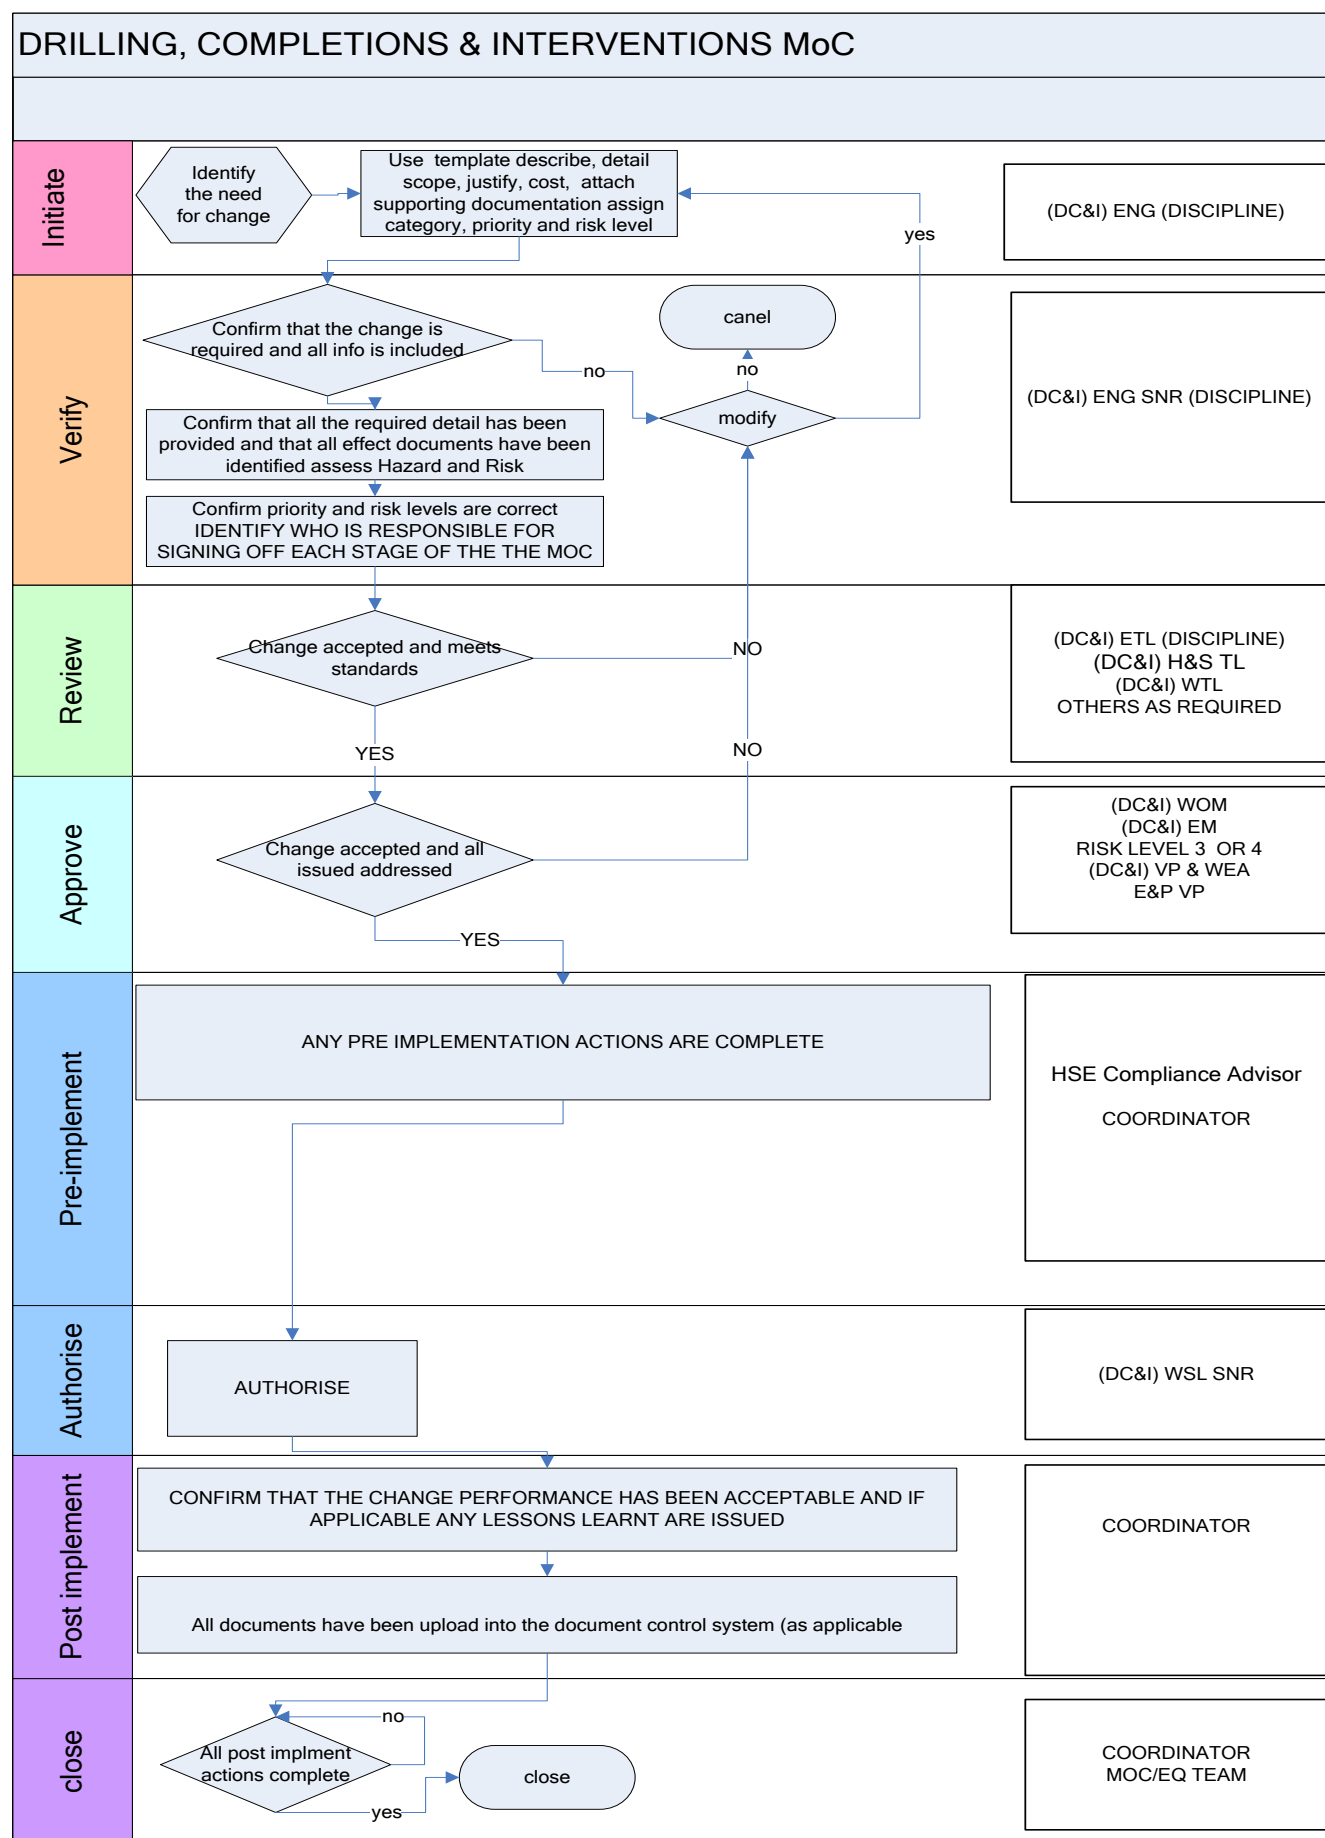 DRILLING, COMPLETIONS & INTERVENTIONS MoC
Initiate
Identify
the need
for change
Use template describe, detail
scope, justify, cost, attach
supporting documentation assign
category, priority and risk level
yes
(DC&I) ENG (DISCIPLINE)
Verify
Confirm that the change is
required and all info is included
no
canel
no
modify
Confirm that all the required detail has been
provided and that all effect documents have been
identified assess Hazard and Risk
Confirm priority and risk levels are correct
IDENTIFY WHO IS RESPONSIBLE FOR
SIGNING OFF EACH STAGE OF THE THE MOC
(DC&I) ENG SNR (DISCIPLINE)
Review
Change accepted and meets
standards
NO
YES
NO
(DC&I) ETL (DISCIPLINE)
(DC&I) H&S TL
(DC&I) WTL
OTHERS AS REQUIRED
Approve
Change accepted and all
issued addressed
YES
(DC&I) WOM
(DC&I) EM
RISK LEVEL 3 OR 4
(DC&I) VP & WEA
E&P VP
Pre-implement
ANY PRE IMPLEMENTATION ACTIONS ARE COMPLETE
HSE Compliance Advisor
COORDINATOR
Authorise
AUTHORISE
(DC&I) WSL SNR
Post implement
CONFIRM THAT THE CHANGE PERFORMANCE HAS BEEN ACCEPTABLE AND IF
APPLICABLE ANY LESSONS LEARNT ARE ISSUED
All documents have been upload into the document control system (as applicable
COORDINATOR
close
no
All post implment
actions complete
yes
close
COORDINATOR
MOC/EQ TEAM